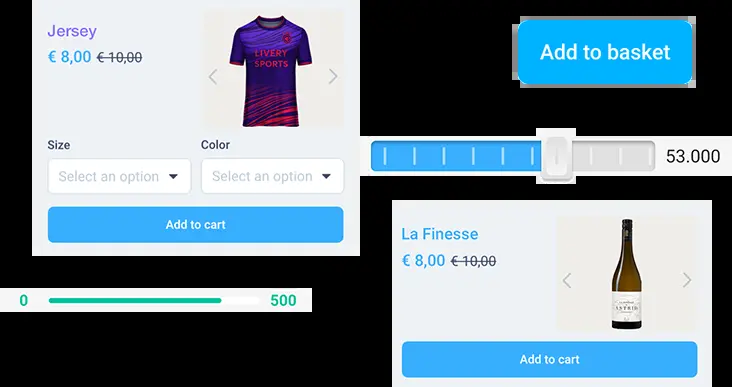 Jersey
€ 8,00 € 10,00
LIVERY
SPORTS
Size
Color
Select an option
Select an option
Add to cart
Add to basket
53.000
La Finesse
€ 8,00 € 10,00
Add to cart
0
500